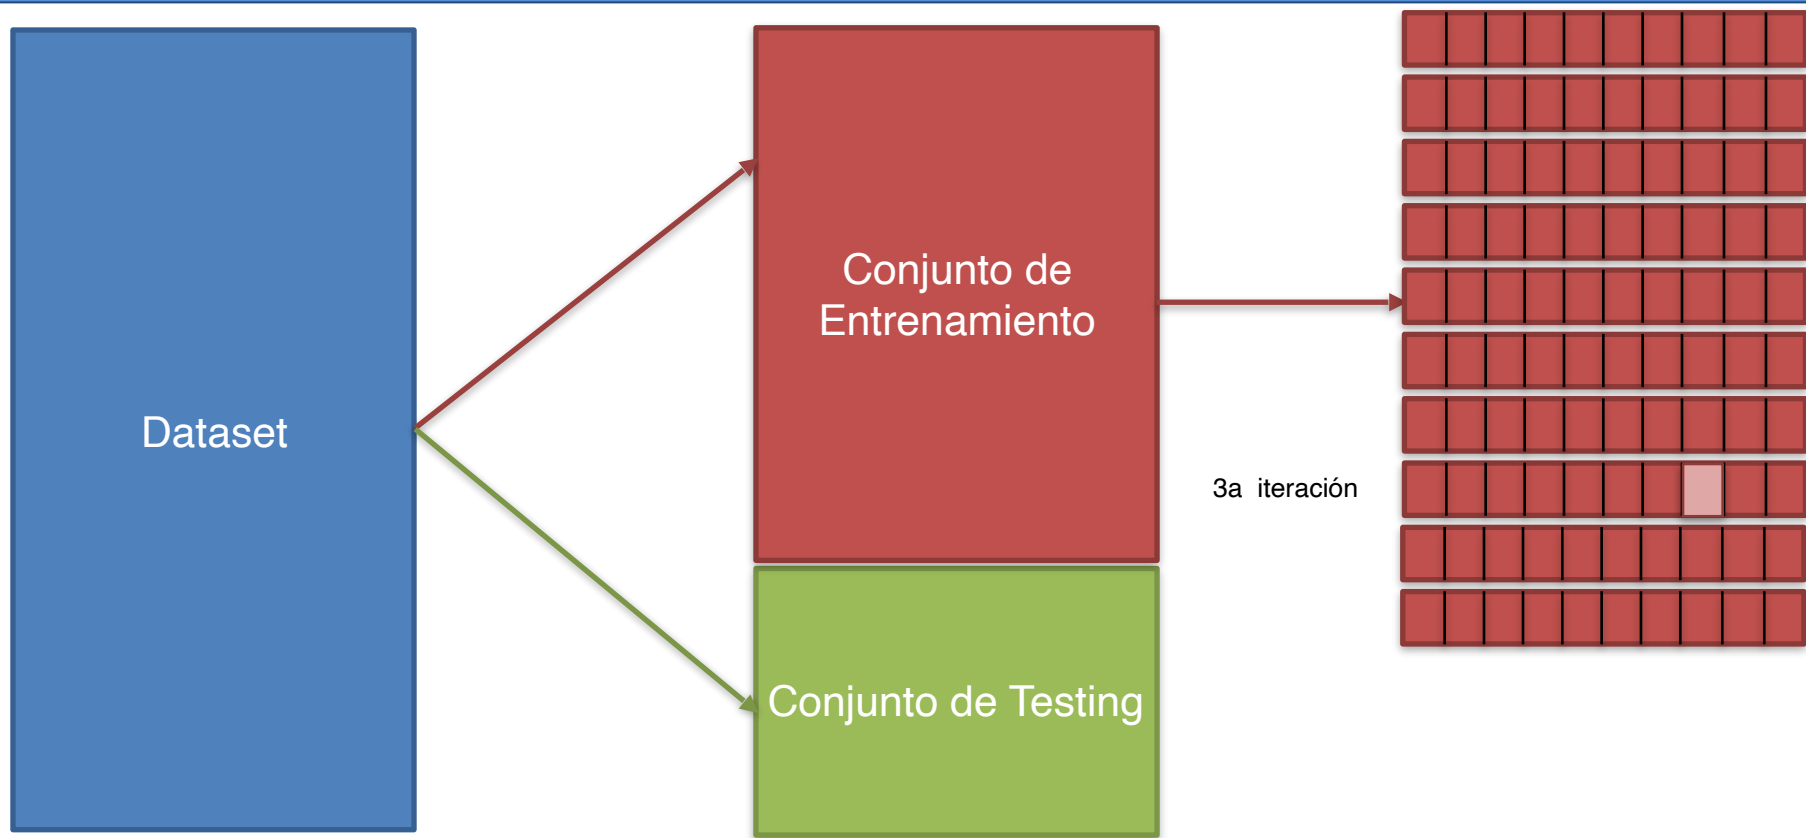 Dataset
Conjunto de
Entrenamiento
3a iteración
Conjunto de Testing